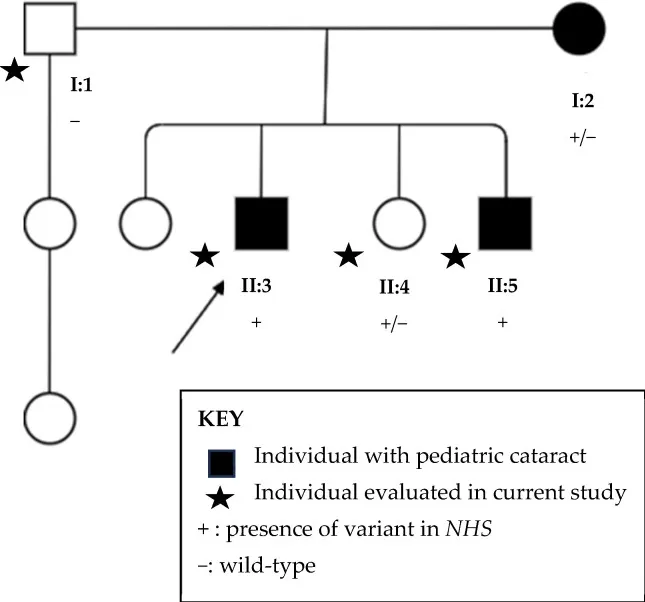 I:1
–
I:2
+/–
II:3
+
II:4
+/–
II:5
+
KEY
Individual with pediatric cataract
Individual evaluated in current study
+ : presence of variant in NHS
–: wild-type